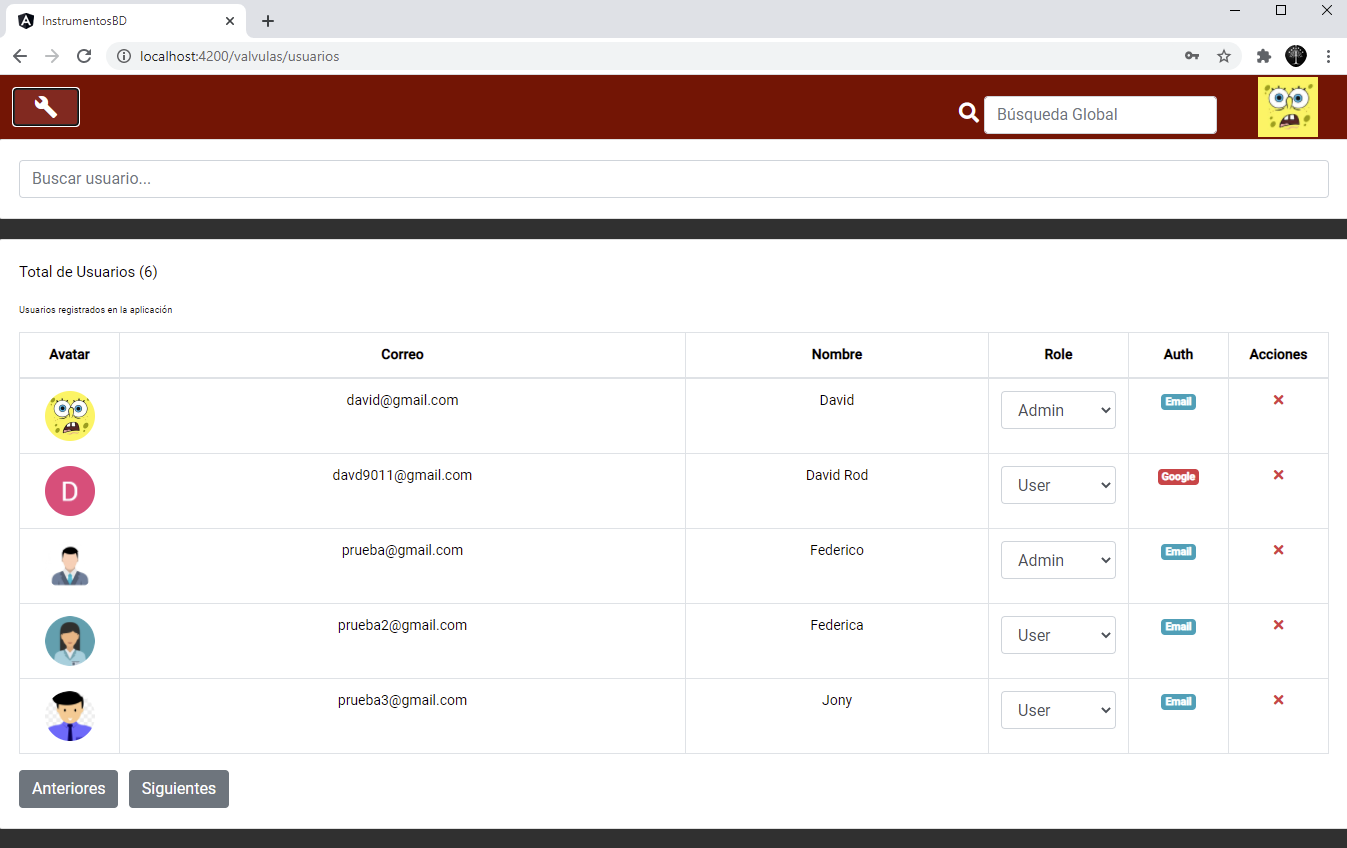 InstrumentosBD
localhost:4200/valvulas/usuarios
Búsqueda Global
Buscar usuario...
Total de Usuarios (6)
Usuarios registrados en la aplicación
Avatar Correo Nombre Role Auth Acciones
david@gmail.com David Admin Email
D davd9011@gmail.com David Rod User Google
prueba@gmail.com Federico Admin Email
prueba2@gmail.com Federica User Email
prueba3@gmail.com Jony User Email
Anteriores Siguientes